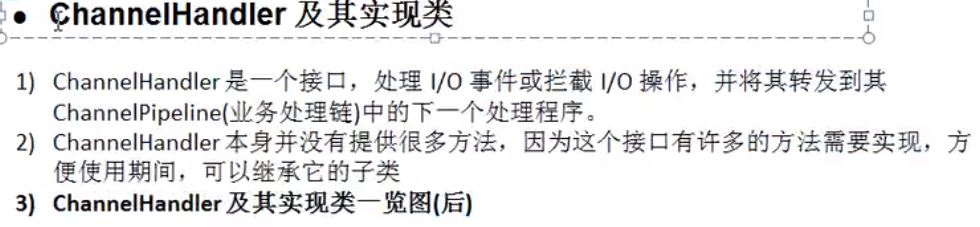 • ChannelHandler 及其实现类
1) ChannelHandler 是一个接口，处理 I/O 事件或拦截 I/O 操作，并将其转发到其
ChannelPipeline(业务处理链)中的下一个处理程序。
2) ChannelHandler 本身并没有提供很多方法，因为这个接口有许多的方法需要实现，方
便使用期间，可以继承它的子类
3) ChannelHandler 及其实现类一览图(后)